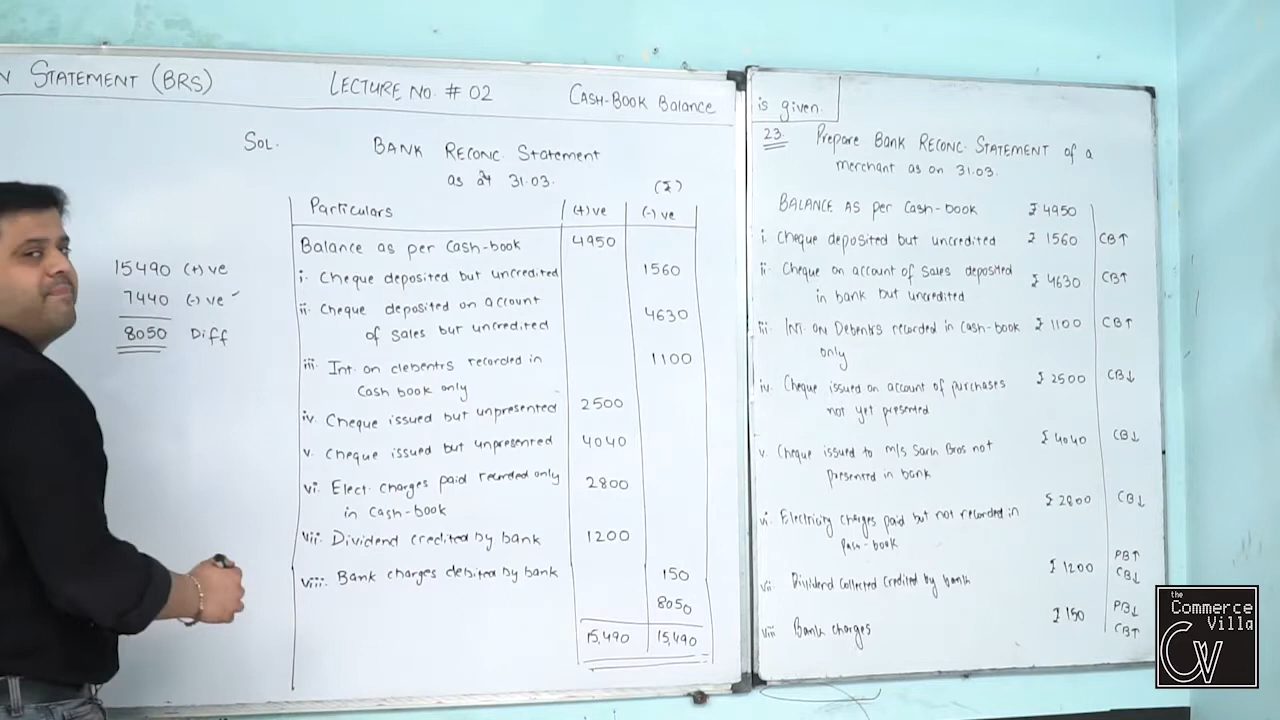 N STATEMENT (BRS) LECTURE NO. # 02 CASH-BOOK Balance
SOL. BANK RECONC. Statement
as at 31.03.
(₹)
Particulars (+)ve (-)ve
Balance as per cash-book 4950
i. Cheque deposited but uncredited 1560
ii. Cheque deposited on account
of sales but uncredited 4630
iii. Int. on debentrs recorded in 1100
Cash book only
iv. Cheque issued but unpresented 2500
v. Cheque issued but unpresented 4040
vi. Elect. charges paid recorded only 2800
in Cash-book
vii. Dividend credited by bank 1200
viii. Bank charges debited by bank 150
8050
15,490 15,490
15490 (+)ve
7440 (-)ve
8050 Diff
is given.
23. Prepare BANK RECONC. STATEMENT of a
merchant as on 31.03.
BALANCE AS per Cash-book ₹ 4950
i. Cheque deposited but uncredited ₹ 1560 CB↑
ii. Cheque on account of sales deposited ₹ 4630 CB↑
in bank but uncredited
iii. Int. on Debentrs recorded in cash-book ₹ 1100 CB↑
only
iv. Cheque issued on account of purchases ₹ 2500 CB↓
not yet presented
v. Cheque issued to m/s Bros not ₹ 4040 CB↓
presented in bank
vi. Electricity charges paid but not recorded in ₹ 2800 CB↓
Pass-book
vii. Dividend collected credited by bank ₹ 1200 PB↑
CB↓
viii Bank charges ₹ 150 PB↓
CB↑
the
Commerce
Villa
CV